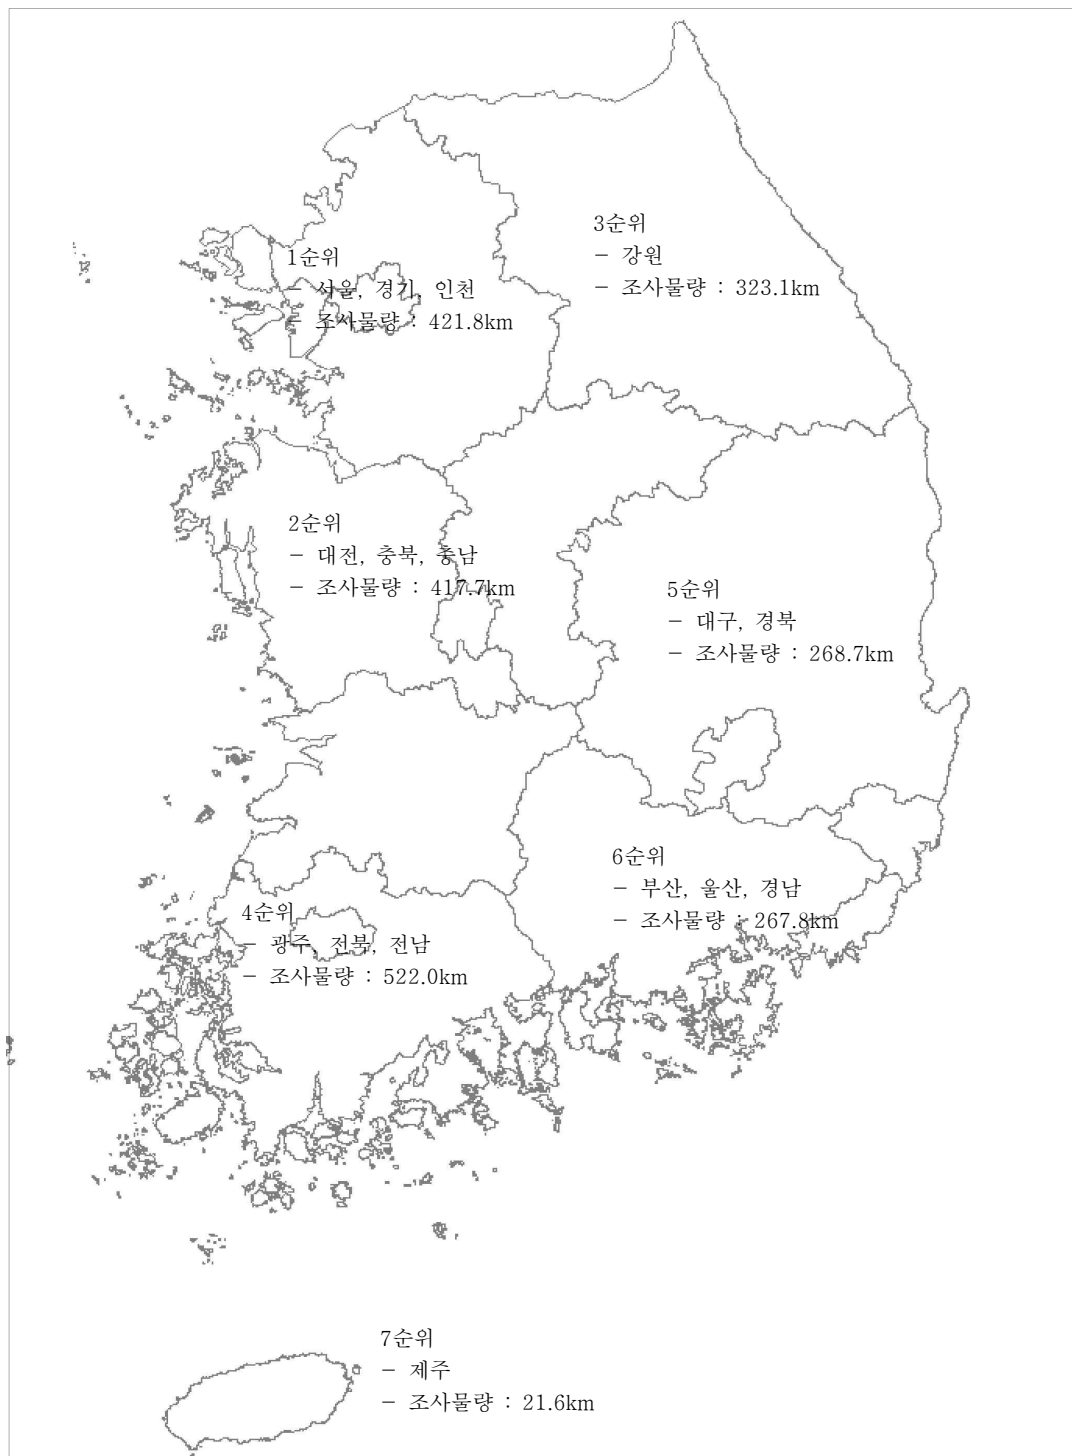 3순위
- 강원
- 조사물량 : 323.1km
1순위
- 서울, 경기, 인천
- 조사물량 : 421.8km
2순위
- 대전, 충북, 충남
- 조사물량 : 417.7km
5순위
- 대구, 경북
- 조사물량 : 268.7km
6순위
- 부산, 울산, 경남
- 조사물량 : 267.8km
4순위
- 광주, 전북, 전남
- 조사물량 : 522.0km
7순위
- 제주
- 조사물량 : 21.6km